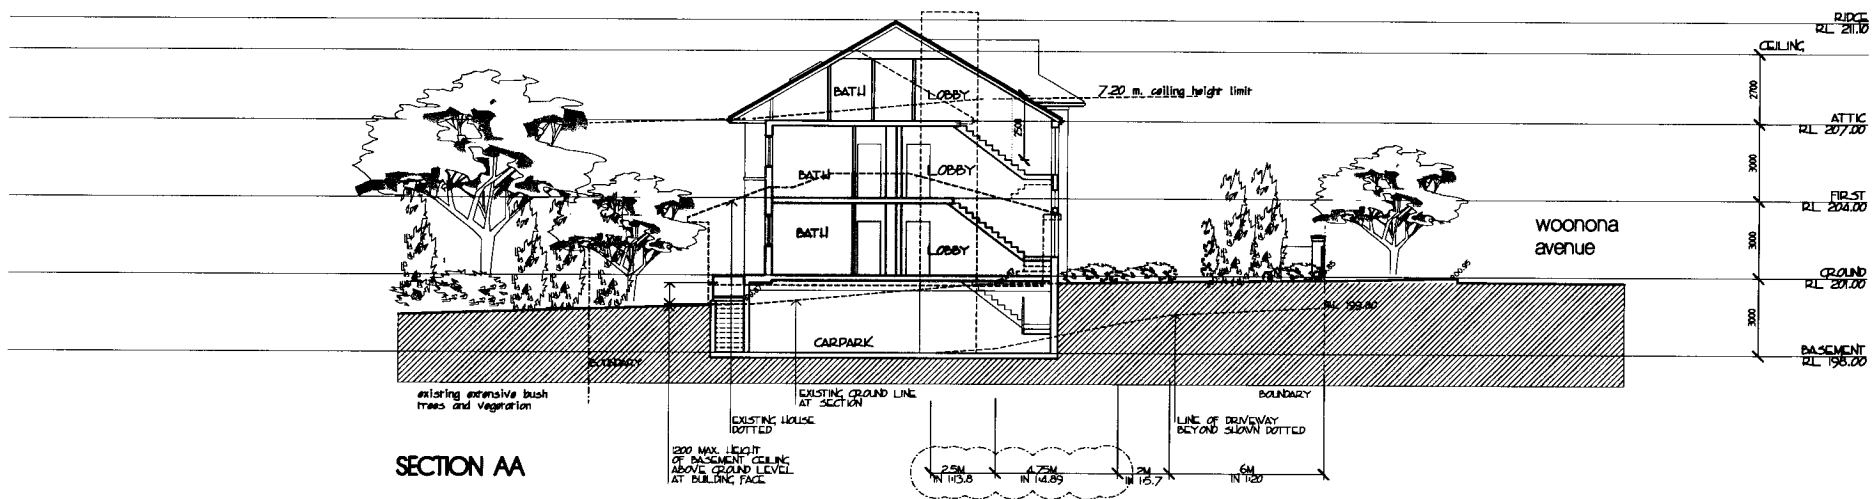 RIDGE
RL 211.10
CEILING
2700
BATH
LOBBY
7.20 m. ceiling height limit
2500
ATTIC
RL 207.00
3000
BATH
LOBBY
FIRST
RL 204.00
woonona
avenue
3000
BATH
LOBBY
GROUND
RL 201.00
RL 199.80
3000
CARPARK
BASEMENT
RL 198.00
BOUNDARY
existing extensive bush
trees and vegetation
EXISTING GROUND LINE
AT SECTION
BOUNDARY
EXISTING HOUSE
DOTTED
LINE OF DRIVEWAY
BEYOND SHOWN DOTTED
1200 MAX. HEIGHT
OF BASEMENT CEILING
ABOVE GROUND LEVEL
AT BUILDING FACE
SECTION AA
2.5M
IN 1:13.8
4.75M
IN 1:4.89
2M
IN 1:5.7
6M
IN 1:20